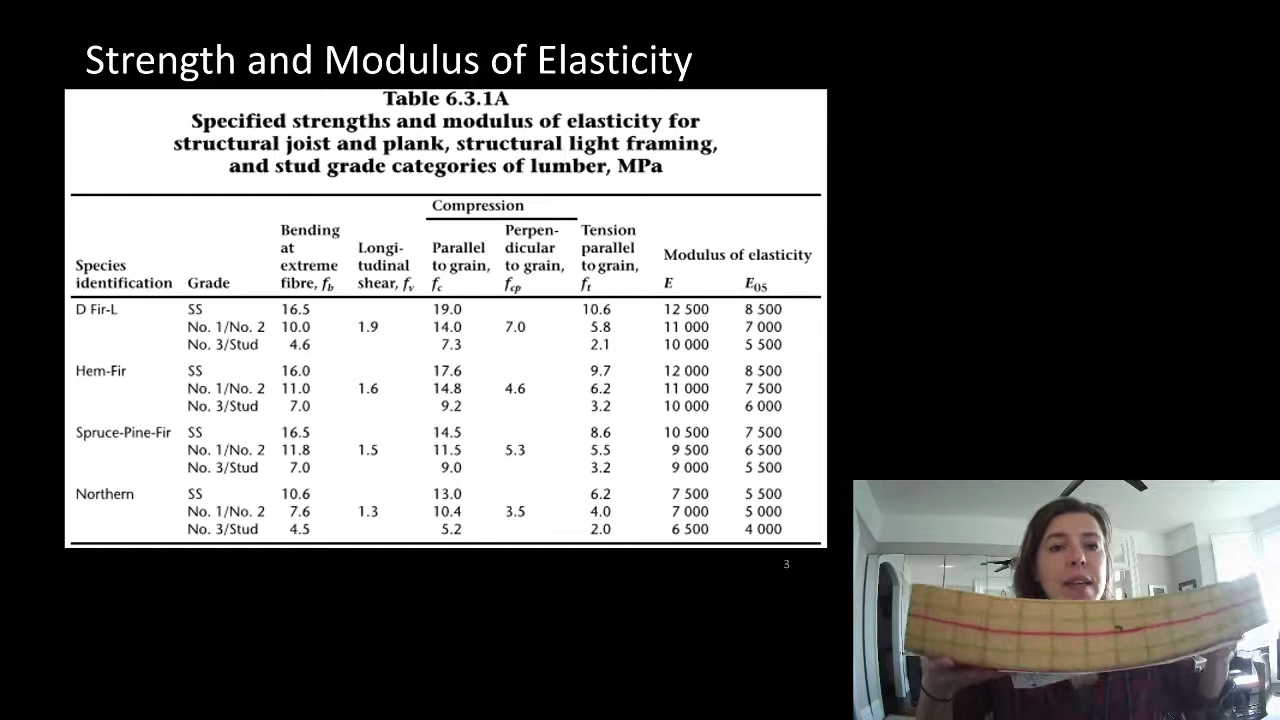 Strength and Modulus of Elasticity
Table 6.3.1A
Specified strengths and modulus of elasticity for
structural joist and plank, structural light framing,
and stud grade categories of lumber, MPa
Compression
Bending Perpen- Tension
at Longi- Parallel dicular parallel Modulus of elasticity
Species extreme tudinal to grain, to grain, to grain,
identification Grade fibre, fb shear, fv fc fcp ft E E05
D Fir-L SS 16.5 19.0 10.6 12 500 8 500
No. 1/No. 2 10.0 1.9 14.0 7.0 5.8 11 000 7 000
No. 3/Stud 4.6 7.3 2.1 10 000 5 500
Hem-Fir SS 16.0 17.6 9.7 12 000 8 500
No. 1/No. 2 11.0 1.6 14.8 4.6 6.2 11 000 7 500
No. 3/Stud 7.0 9.2 3.2 10 000 6 000
Spruce-Pine-Fir SS 16.5 14.5 8.6 10 500 7 500
No. 1/No. 2 11.8 1.5 11.5 5.3 5.5 9 500 6 500
No. 3/Stud 7.0 9.0 3.2 9 000 5 500
Northern SS 10.6 13.0 6.2 7 500 5 500
No. 1/No. 2 7.6 1.3 10.4 3.5 4.0 7 000 5 000
No. 3/Stud 4.5 5.2 2.0 6 500 4 000
3